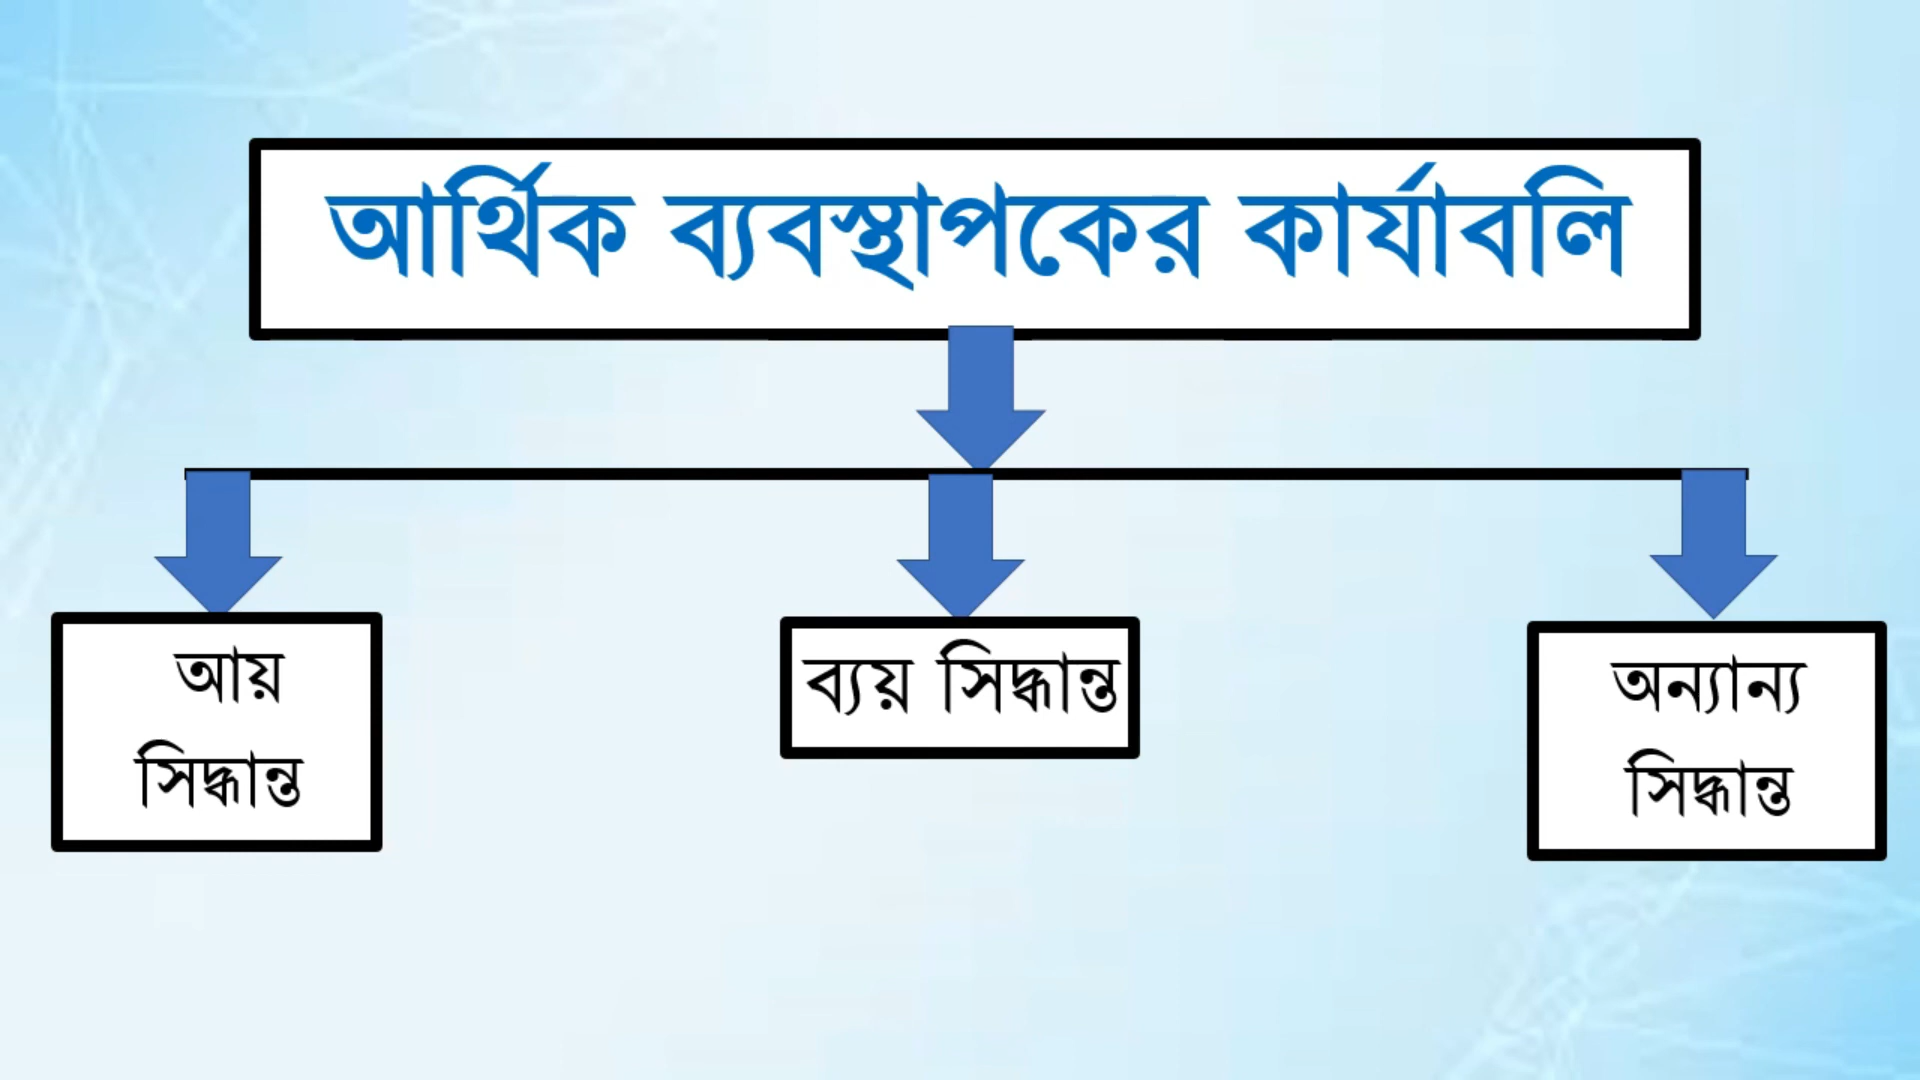 আর্থিক ব্যবস্থাপকের কার্যাবলি
আয়
সিদ্ধান্ত
ব্যয় সিদ্ধান্ত
অন্যান্য
সিদ্ধান্ত